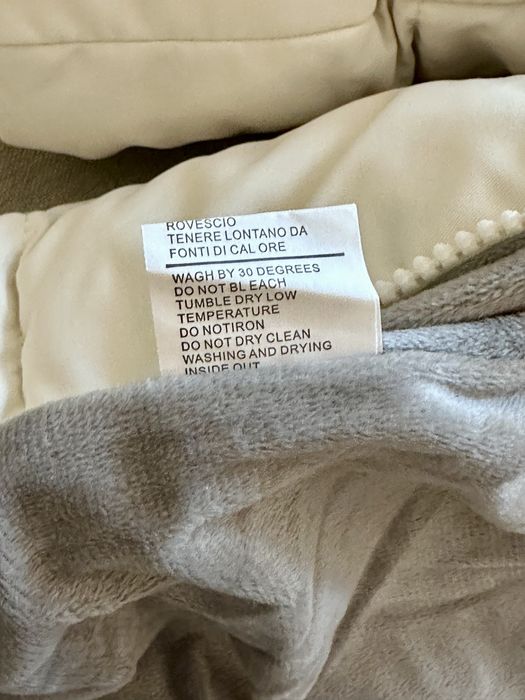 ROVESCIO
TENERE LONTANO DA
FONTI DI CAL ORE
WAGH BY 30 DEGREES
DO NOT BL EACH
TUMBLE DRY LOW
TEMPERATURE
DO NOTIRON
DO NOT DRY CLEAN
WASHING AND DRYING
INSIDE OUT